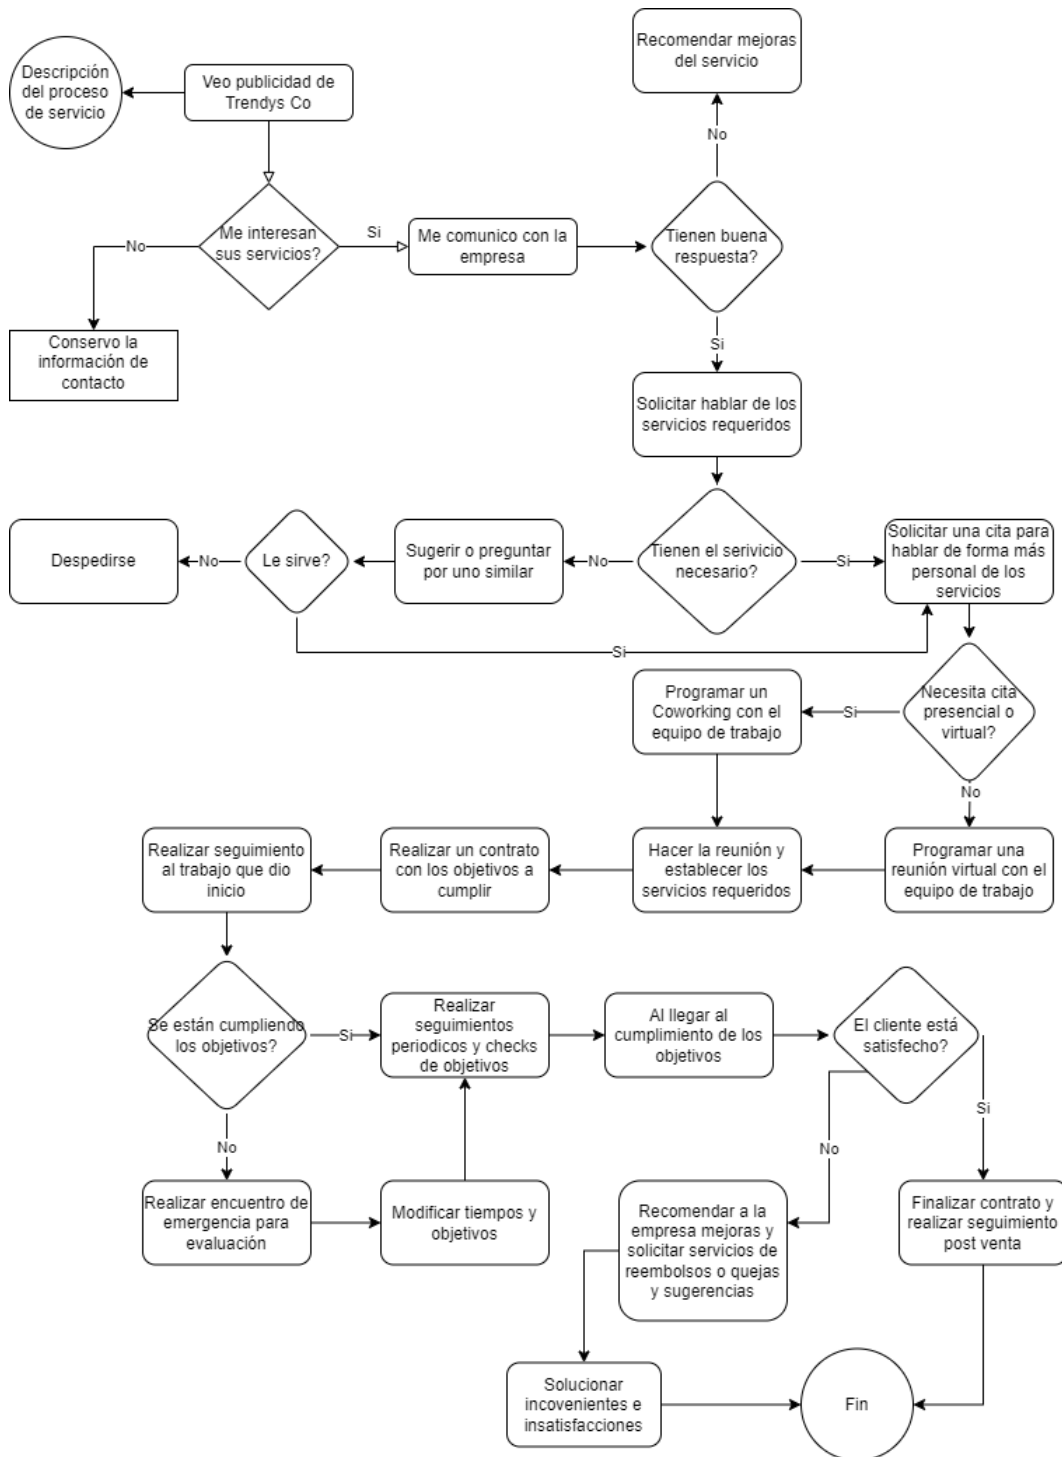 Recomendar mejoras
del servicio
Descripción
del proceso
de servicio
Veo publicidad de
Trendys Co
No
Me interesan
sus servicios?
No
Si
Me comunico con la
empresa
Tienen buena
respuesta?
Si
Conservo la
información de
contacto
Solicitar hablar de los
servicios requeridos
Despedirse
No
Le sirve?
Sugerir o preguntar
por uno similar
No
Tienen el serivicio
necesario?
Si
Solicitar una cita para
hablar de forma más
personal de los
servicios
Si
Programar un
Coworking con el
equipo de trabajo
Si
Necesita cita
presencial o
virtual?
No
Realizar seguimiento
al trabajo que dio
inicio
Realizar un contrato
con los objetivos a
cumplir
Hacer la reunión y
establecer los
servicios requeridos
Programar una
reunión virtual con el
equipo de trabajo
Se están cumpliendo
los objetivos?
Si
Realizar
seguimientos
periodicos y checks
de objetivos
Al llegar al
cumplimiento de los
objetivos
El cliente está
satisfecho?
Si
No
No
Realizar encuentro de
emergencia para
evaluación
Modificar tiempos y
objetivos
Recomendar a la
empresa mejoras y
solicitar servicios de
reembolsos o quejas
y sugerencias
Finalizar contrato y
realizar seguimiento
post venta
Solucionar
incovenientes e
insatisfacciones
Fin